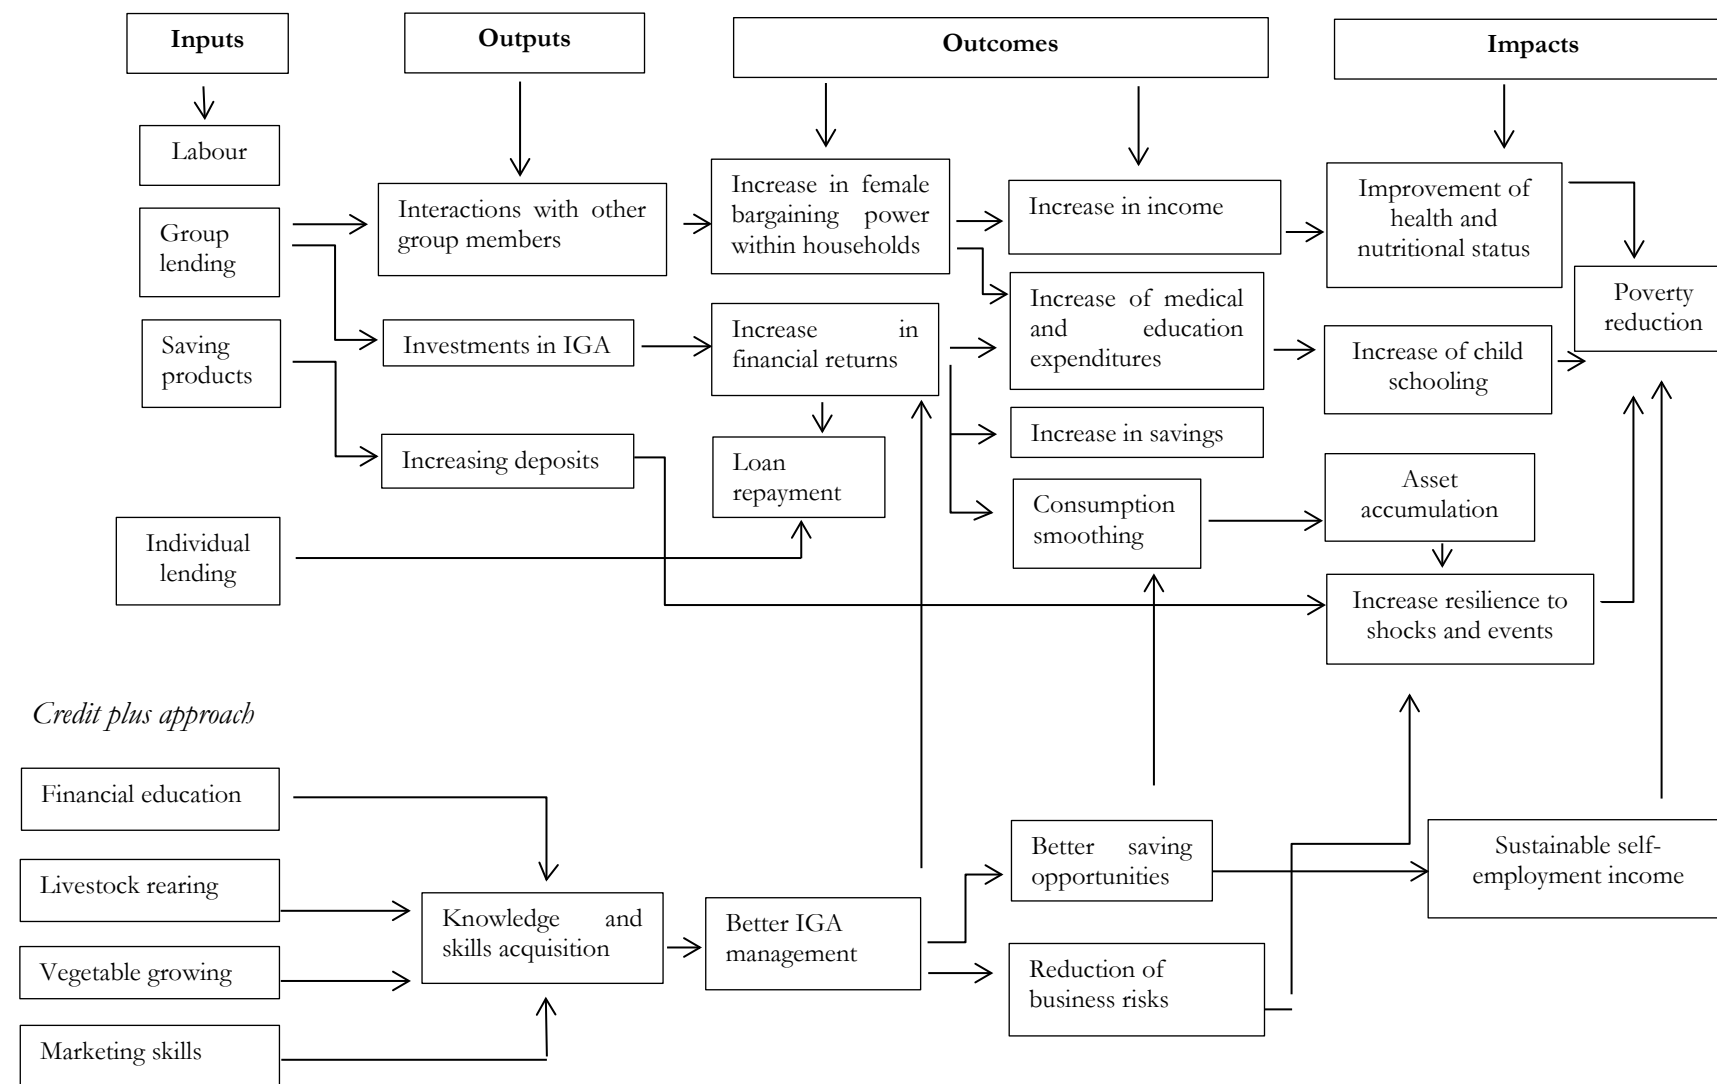 Inputs
Outputs
Outcomes
Impacts
Labour
Group
lending
Saving
products
Individual
lending
Interactions with other
group members
Investments in IGA
Increasing deposits
Increase in female
bargaining power
within households
Increase in
financial returns
Loan
repayment
Increase in income
Increase of medical
and education
expenditures
Increase in savings
Consumption
smoothing
Improvement of
health and
nutritional status
Increase of child
schooling
Asset
accumulation
Increase resilience to
shocks and events
Poverty
reduction
Credit plus approach
Financial education
Livestock rearing
Vegetable growing
Marketing skills
Knowledge and
skills acquisition
Better IGA
management
Better saving
opportunities
Reduction of
business risks
Sustainable self-
employment income